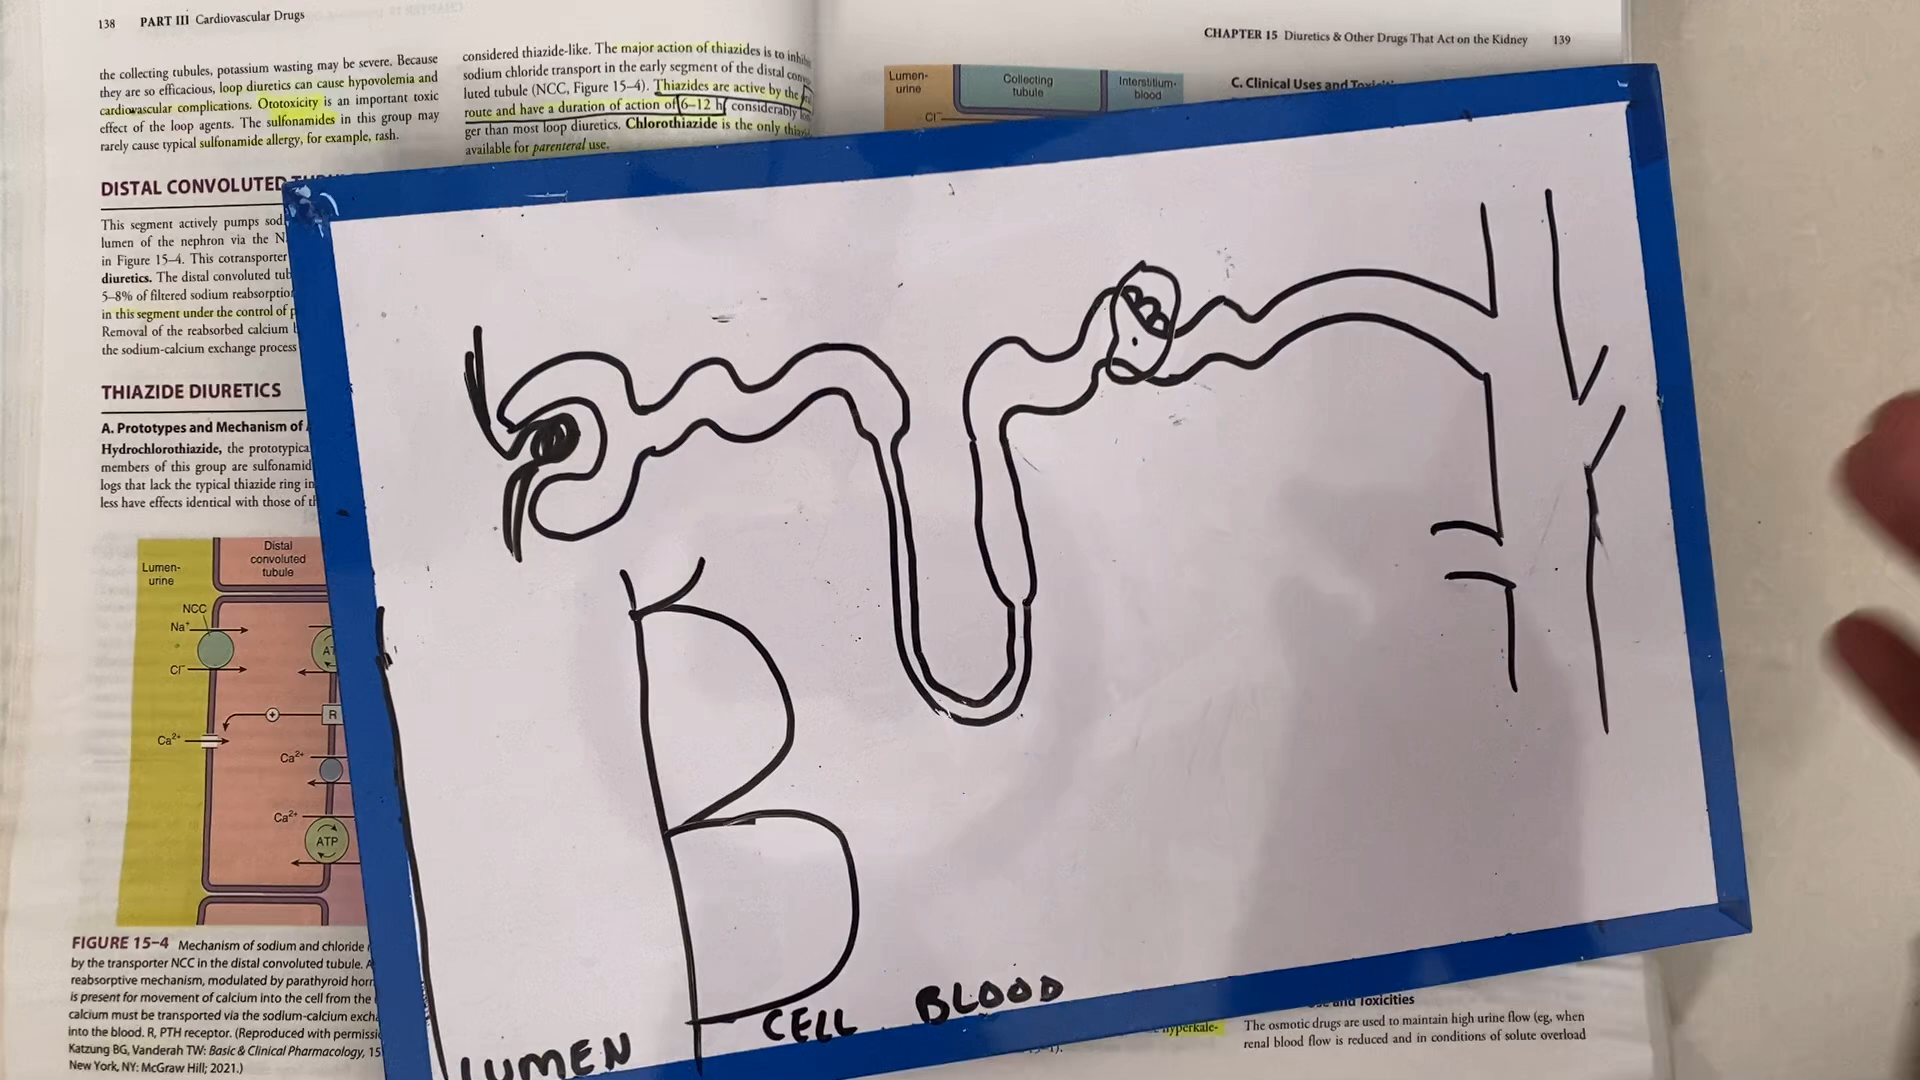 138 PART III Cardiovascular Drugs
the collecting tubules, potassium wasting may be severe. Because
they are so efficacious, loop diuretics can cause hypovolemia and
cardiovascular complications. Ototoxicity is an important toxic
effect of the loop agents. The sulfonamides in this group may
rarely cause typical sulfonamide allergy, for example, rash.
DISTAL CONVOLUTED
This segment actively pumps
lumen of the nephron via the
in Figure 15–4. This cotransporter
diuretics. The distal convoluted
5–8% of filtered sodium
in this segment under the control of
Removal of the reabsorbed calcium
the sodium-calcium exchange process
THIAZIDE DIURETICS
A. Prototypes and Mechanism of
Hydrochlorothiazide, the
members of this group are
logs that lack the typical thiazide ring in
less have effects identical with those of
Lumen-
urine
Distal
convoluted
tubule
NCC
Na+
Cl−
+
R
Ca2+
Ca2+
Ca2+
ATP
FIGURE 15–4 Mechanism of sodium and chloride
by the transporter NCC in the distal convoluted tubule.
reabsorptive mechanism, modulated by parathyroid
is present for movement of calcium into the cell from the
calcium must be transported via the sodium-calcium
into the blood. R, PTH receptor. (Reproduced with
Katzung BG, Vanderah TW: Basic & Clinical Pharmacology, 15
New York, NY: McGraw Hill; 2021.)
considered thiazide-like. The major action of thiazides is to
sodium chloride transport in the early segment of the distal
luted tubule (NCC, Figure 15–4). Thiazides are active by the
route and have a duration of action of 6–12 h, considerably
ger than most loop diuretics. Chlorothiazide is the only
available for parenteral use.
CHAPTER 15 Diuretics & Other Drugs That Act on the Kidney 139
Lumen-
urine
Collecting
tubule
Interstitium-
blood
Cl−
C. Clinical Uses and
LUMEN
CELL
BLOOD
and Toxicities
The osmotic drugs are used to maintain high urine flow (eg, when
renal blood flow is reduced and in conditions of solute overload